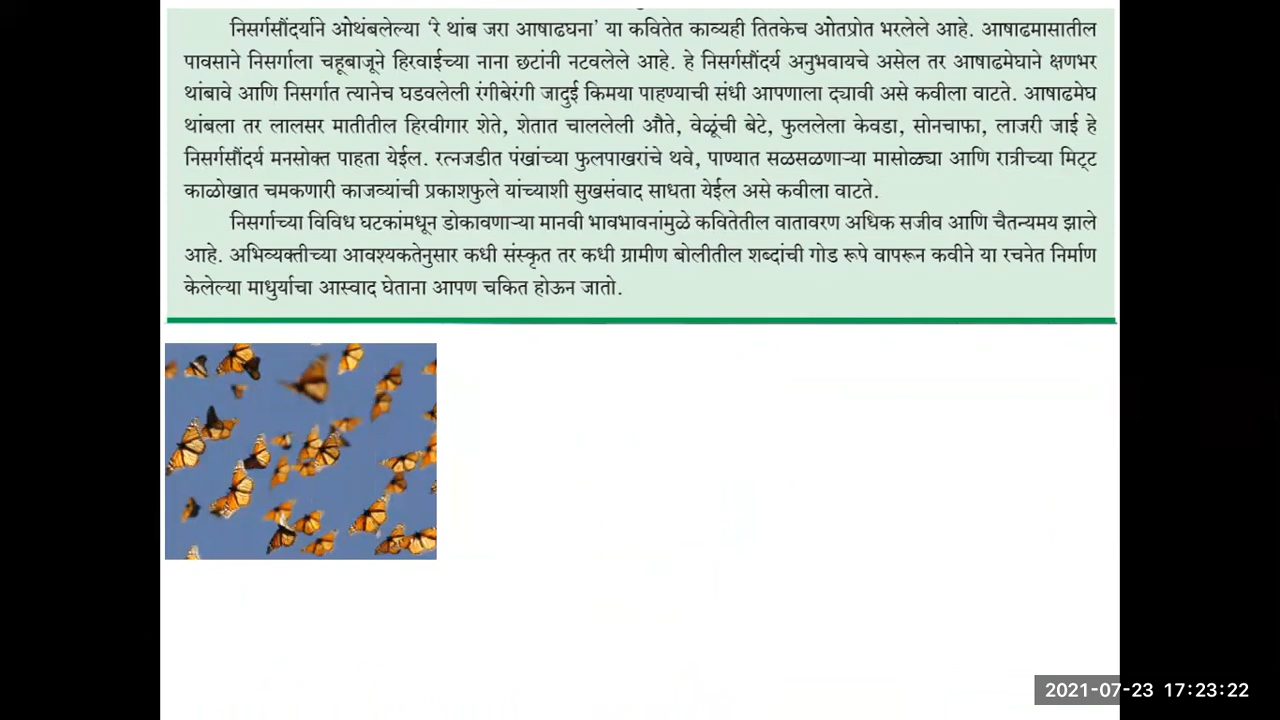 निसर्गसौंदर्याने ओथंबलेल्या ‘रे थांब जरा आषाढघना’ या कवितेत काव्यही तितकेच ओतप्रोत भरलेले आहे. आषाढमासातील
पावसाने निसर्गाला चहूबाजूने हिरवाईच्या नाना छटांनी नटवलेले आहे. हे निसर्गसौंदर्य अनुभवायचे असेल तर आषाढमेघाने क्षणभर
थांबावे आणि निसर्गात त्यानेच घडवलेली रंगीबेरंगी जादुई किमया पाहण्याची संधी आपणाला द्यावी असे कवीला वाटते. आषाढमेघ
थांबला तर लालसर मातीतील हिरवीगार शेते, शेतात चाललेली औते, वेळूंची बेटे, फुललेला केवडा, सोनचाफा, लाजरी जाई हे
निसर्गसौंदर्य मनसोक्त पाहता येईल. रत्नजडीत पंखांच्या फुलपाखरांचे थवे, पाण्यात सळसळणाऱ्या मासोळ्या आणि रात्रीच्या मिट्ट
काळोखात चमकणारी काजव्यांची प्रकाशफुले यांच्याशी सुखसंवाद साधता येईल असे कवीला वाटते.
निसर्गाच्या विविध घटकांमधून डोकावणाऱ्या मानवी भावभावनांमुळे कवितेतील वातावरण अधिक सजीव आणि चैतन्यमय झाले
आहे. अभिव्यक्तीच्या आवश्यकतेनुसार कधी संस्कृत तर कधी ग्रामीण बोलीतील शब्दांची गोड रूपे वापरून कवीने या रचनेत निर्माण
केलेल्या माधुर्याचा आस्वाद घेताना आपण चकित होऊन जातो.
2021-07-23 17:23:22